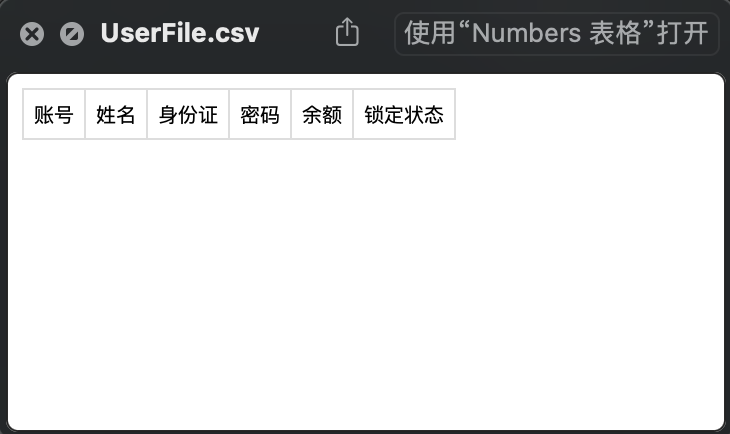 UserFile.csv 使用“Numbers 表格”打开
账号 姓名 身份证 密码 余额 锁定状态